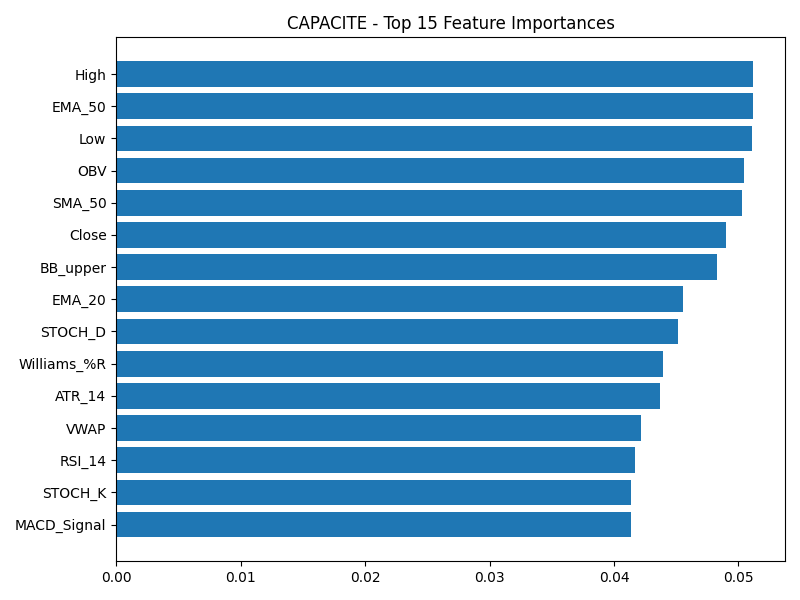 CAPACITE - Top 15 Feature Importances
High
EMA_50
Low
OBV
SMA_50
Close
BB_upper
EMA_20
STOCH_D
Williams_%R
ATR_14
VWAP
RSI_14
STOCH_K
MACD_Signal
0.00 0.01 0.02 0.03 0.04 0.05